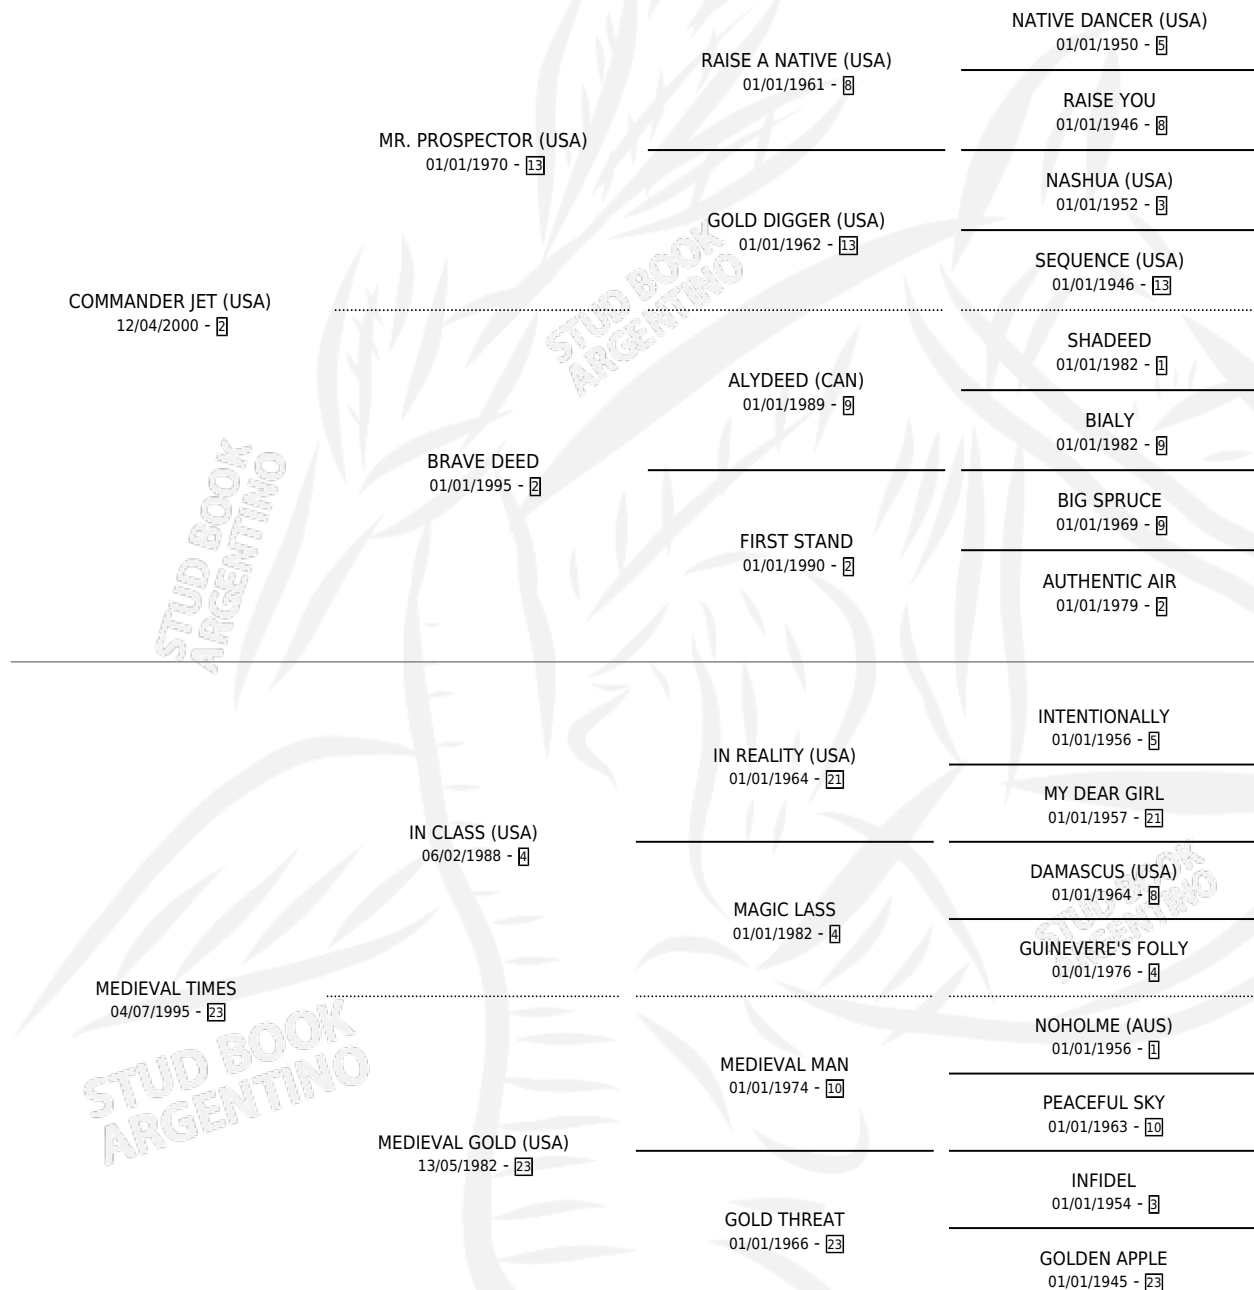 NATIVE DANCER (USA)
01/01/1950 - 5
RAISE A NATIVE (USA)
01/01/1961 - 8
RAISE YOU
01/01/1946 - 8
MR. PROSPECTOR (USA)
01/01/1970 - 13
NASHUA (USA)
01/01/1952 - 3
GOLD DIGGER (USA)
01/01/1962 - 13
SEQUENCE (USA)
01/01/1946 - 13
COMMANDER JET (USA)
12/04/2000 - 2
SHADEED
01/01/1982 - 1
ALYDEED (CAN)
01/01/1989 - 9
BIALY
01/01/1982 - 9
BRAVE DEED
01/01/1995 - 2
BIG SPRUCE
01/01/1969 - 9
FIRST STAND
01/01/1990 - 2
AUTHENTIC AIR
01/01/1979 - 2
INTENTIONALLY
01/01/1956 - 5
IN REALITY (USA)
01/01/1964 - 21
MY DEAR GIRL
01/01/1957 - 21
IN CLASS (USA)
06/02/1988 - 4
DAMASCUS (USA)
01/01/1964 - 8
MAGIC LASS
01/01/1982 - 4
GUINEVERE'S FOLLY
01/01/1976 - 4
MEDIEVAL TIMES
04/07/1995 - 23
NOHOLME (AUS)
01/01/1956 - 1
MEDIEVAL MAN
01/01/1974 - 10
PEACEFUL SKY
01/01/1963 - 10
MEDIEVAL GOLD (USA)
13/05/1982 - 23
INFIDEL
01/01/1954 - 3
GOLD THREAT
01/01/1966 - 23
GOLDEN APPLE
01/01/1945 - 23
STUD BOOK
ARGENTINO
STUD BOOK
ARGENTINO
STUD BOOK
ARGENTINO
STUD BOOK
ARGENTINO